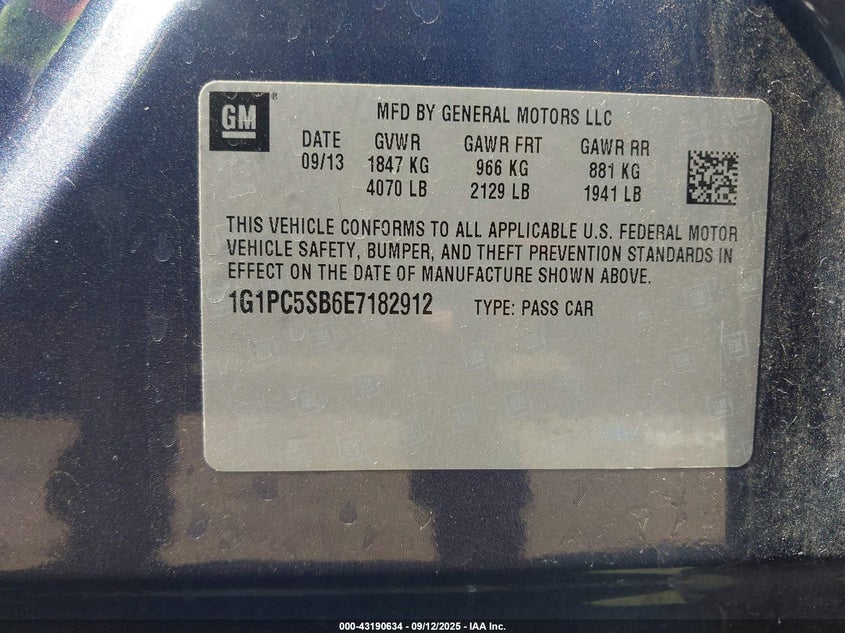 GM
MFD BY GENERAL MOTORS LLC
DATE GVWR GAWR FRT GAWR RR
09/13 1847 KG 966 KG 881 KG
4070 LB 2129 LB 1941 LB
THIS VEHICLE CONFORMS TO ALL APPLICABLE U.S. FEDERAL MOTOR
VEHICLE SAFETY, BUMPER, AND THEFT PREVENTION STANDARDS IN
EFFECT ON THE DATE OF MANUFACTURE SHOWN ABOVE.
1G1PC5SB6E7182912 TYPE: PASS CAR
000-43190634 - 09/12/2025 - IAA Inc.